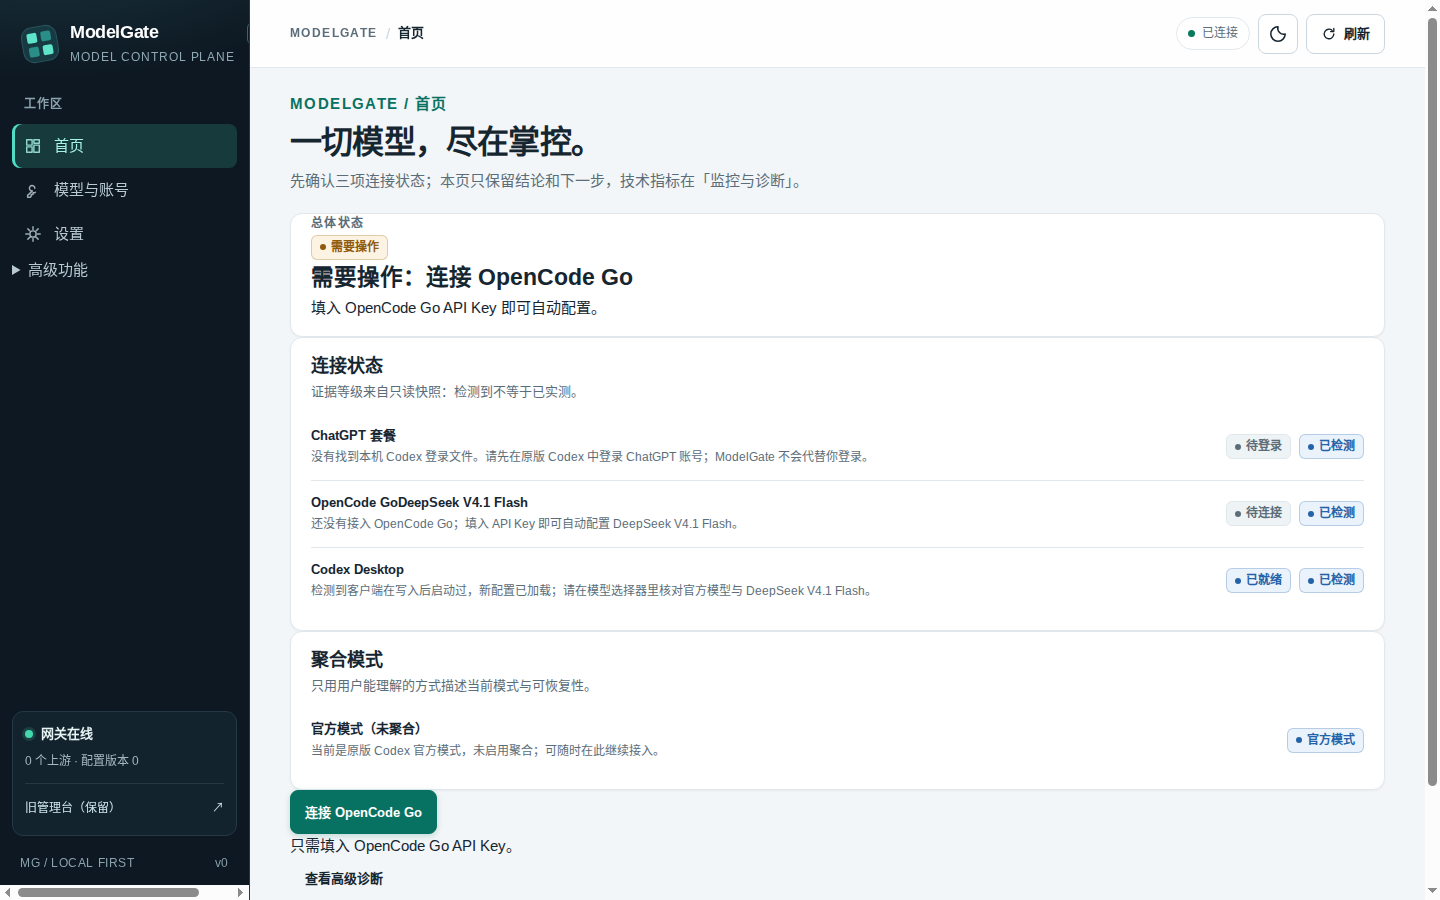 ModelGate
MODEL CONTROL PLANE
工作区
首页
模型与账号
设置
高级功能
网关在线
0 个上游 · 配置版本 0
旧管理台（保留）
MG / LOCAL FIRST
v0
MODELGATE / 首页
已连接
刷新
MODELGATE / 首页
一切模型，尽在掌控。
先确认三项连接状态；本页只保留结论和下一步，技术指标在「监控与诊断」。
总体状态
需要操作
需要操作：连接 OpenCode Go
填入 OpenCode Go API Key 即可自动配置。
连接状态
证据等级来自只读快照：检测到不等于已实测。
ChatGPT 套餐
没有找到本机 Codex 登录文件。请先在原版 Codex 中登录 ChatGPT 账号；ModelGate 不会代替你登录。
待登录
已检测
OpenCode GoDeepSeek V4.1 Flash
还没有接入 OpenCode Go；填入 API Key 即可自动配置 DeepSeek V4.1 Flash。
待连接
已检测
Codex Desktop
检测到客户端在写入后启动过，新配置已加载；请在模型选择器里核对官方模型与 DeepSeek V4.1 Flash。
已就绪
已检测
聚合模式
只用用户能理解的方式描述当前模式与可恢复性。
官方模式（未聚合）
当前是原版 Codex 官方模式，未启用聚合；可随时在此继续接入。
官方模式
连接 OpenCode Go
只需填入 OpenCode Go API Key。
查看高级诊断